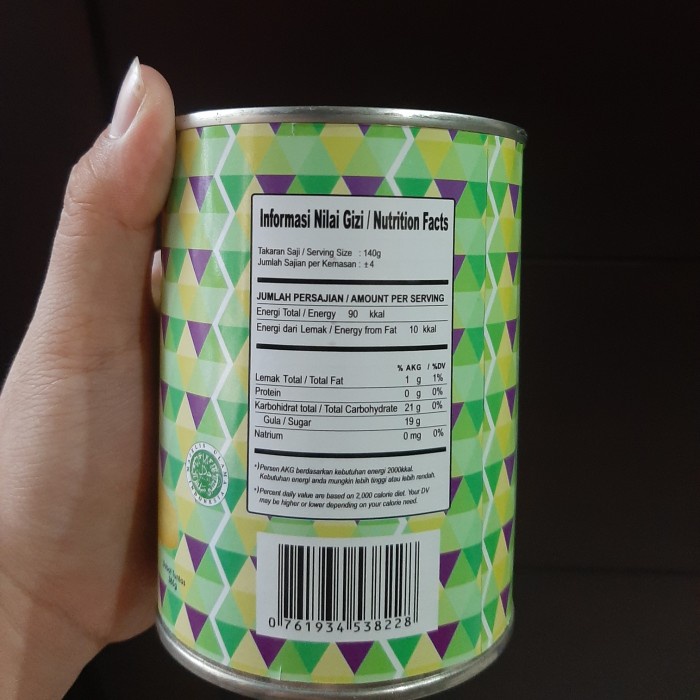 Informasi Nilai Gizi / Nutrition Facts
Takaran Saji / Serving Size : 140g
Jumlah Sajian per Kemasan : ±4
JUMLAH PERSAJIAN / AMOUNT PER SERVING
Energi Total / Energy 90 kkal
Energi dari Lemak / Energy from Fat 10 kkal
% AKG / %DV
Lemak Total / Total Fat 1 g 1%
Protein 0 g 0%
Karbohidrat total / Total Carbohydrate 21 g 0%
Gula / Sugar 19 g
Natrium 0 mg 0%
*)Persen AKG berdasarkan kebutuhan energi 2000kkal.
Kebutuhan energi anda mungkin lebih tinggi atau lebih rendah.
*)Percent daily value are based on 2,000 calorie diet. Your DV
may be higher or lower depending on your calorie need.
0 761934 538228